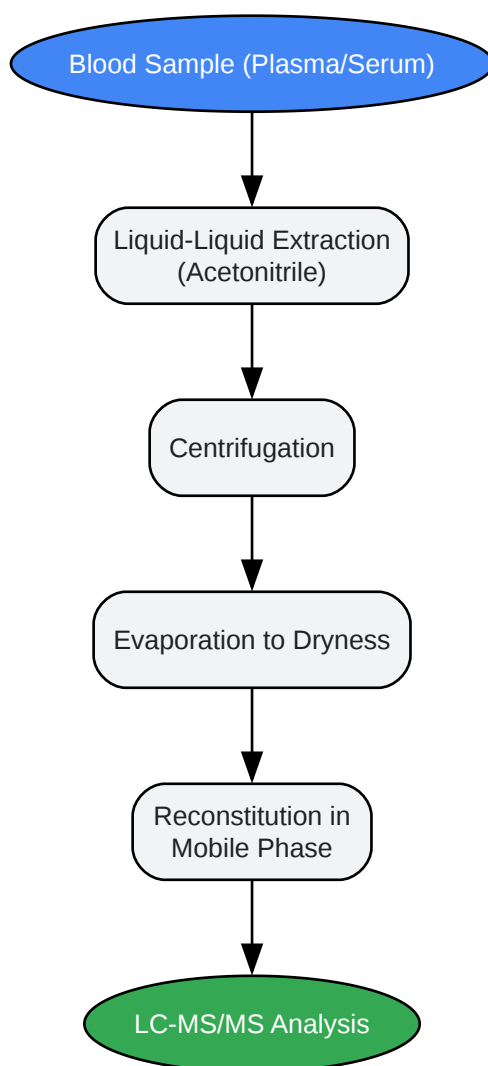 Blood Sample (Plasma/Serum)
Liquid-Liquid Extraction
(Acetonitrile)
Centrifugation
Evaporation to Dryness
Reconstitution in
Mobile Phase
LC-MS/MS Analysis